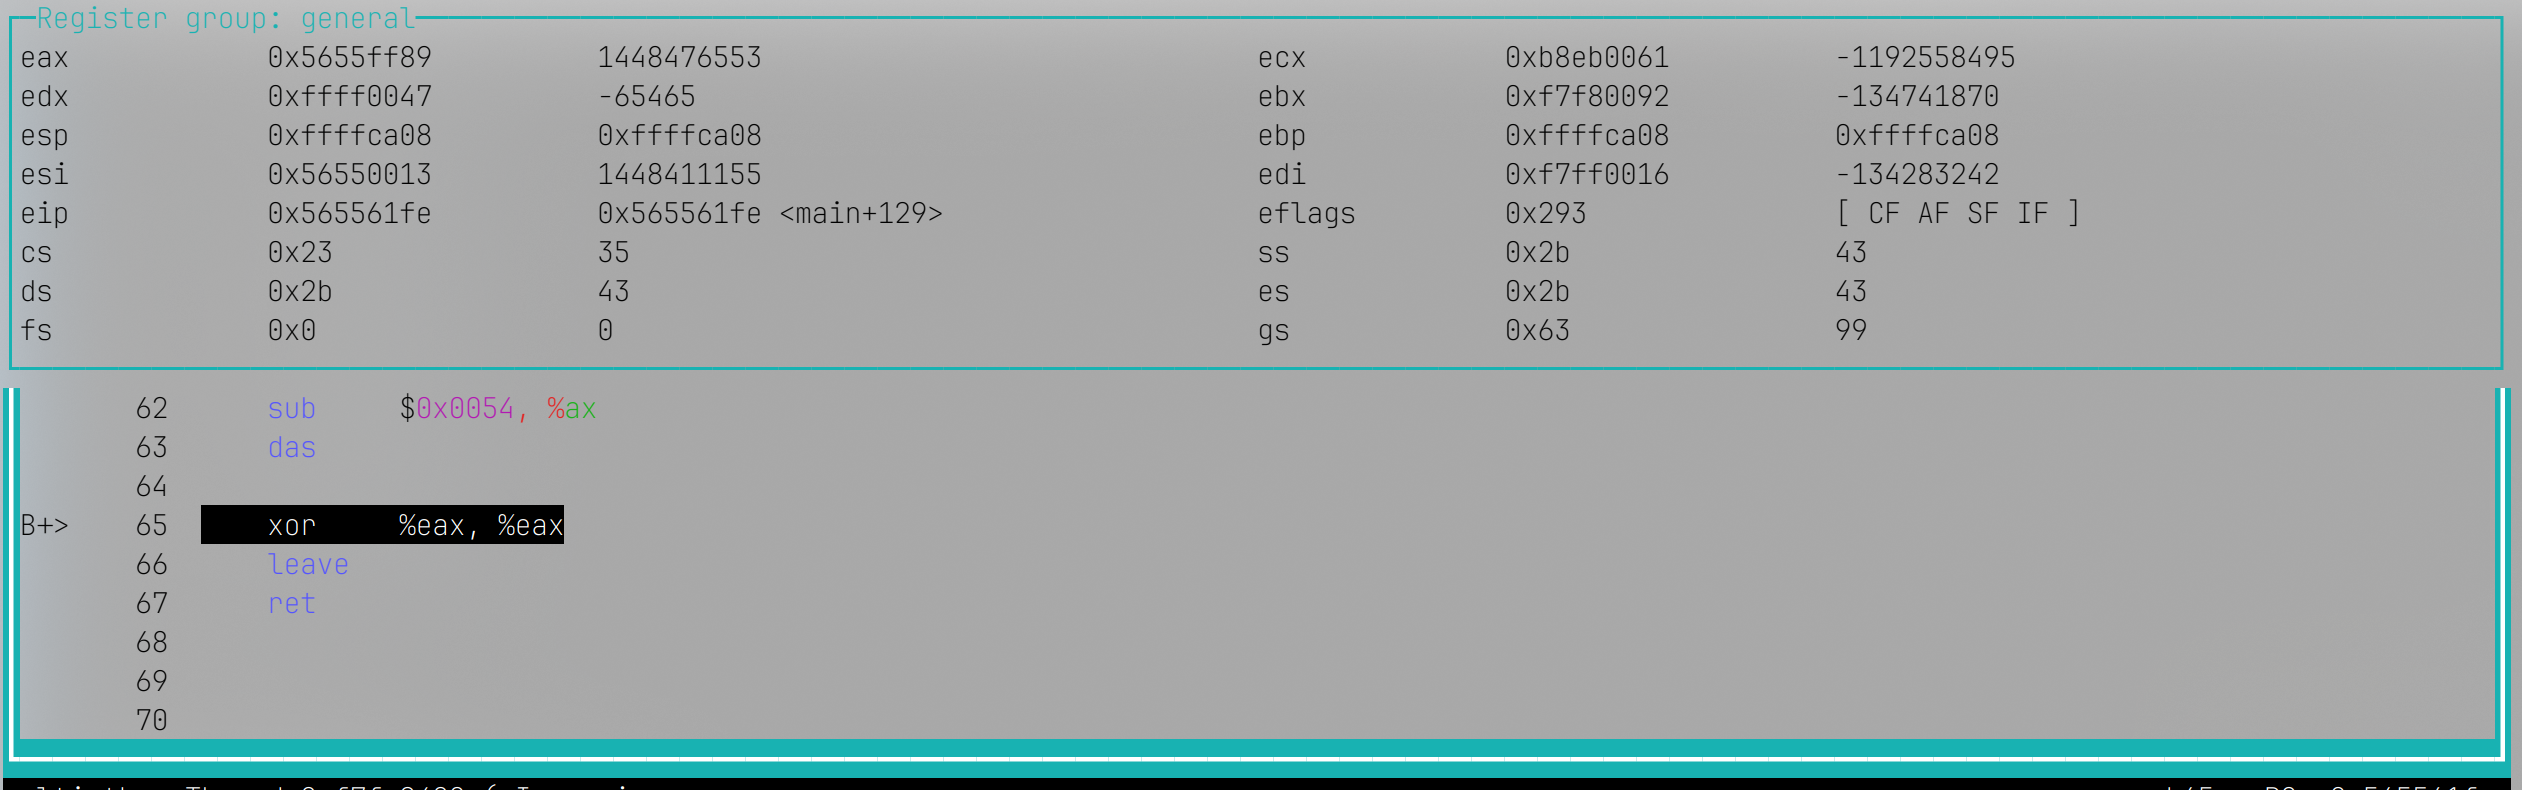 Register group: general
eax 0x5655ff89 1448476553 ecx 0xb8eb0061 -1192558495
edx 0xffff0047 -65465 ebx 0xf7f80092 -134741870
esp 0xffffca08 0xffffca08 ebp 0xffffca08 0xffffca08
esi 0x56550013 1448411155 edi 0xf7ff0016 -134283242
eip 0x565561fe 0x565561fe <main+129> eflags 0x293 [ CF AF SF IF ]
cs 0x23 35 ss 0x2b 43
ds 0x2b 43 es 0x2b 43
fs 0x0 0 gs 0x63 99
62 sub $0x0054, %ax
63 das
64
B+> 65 xor %eax, %eax
66 leave
67 ret
68
69
70